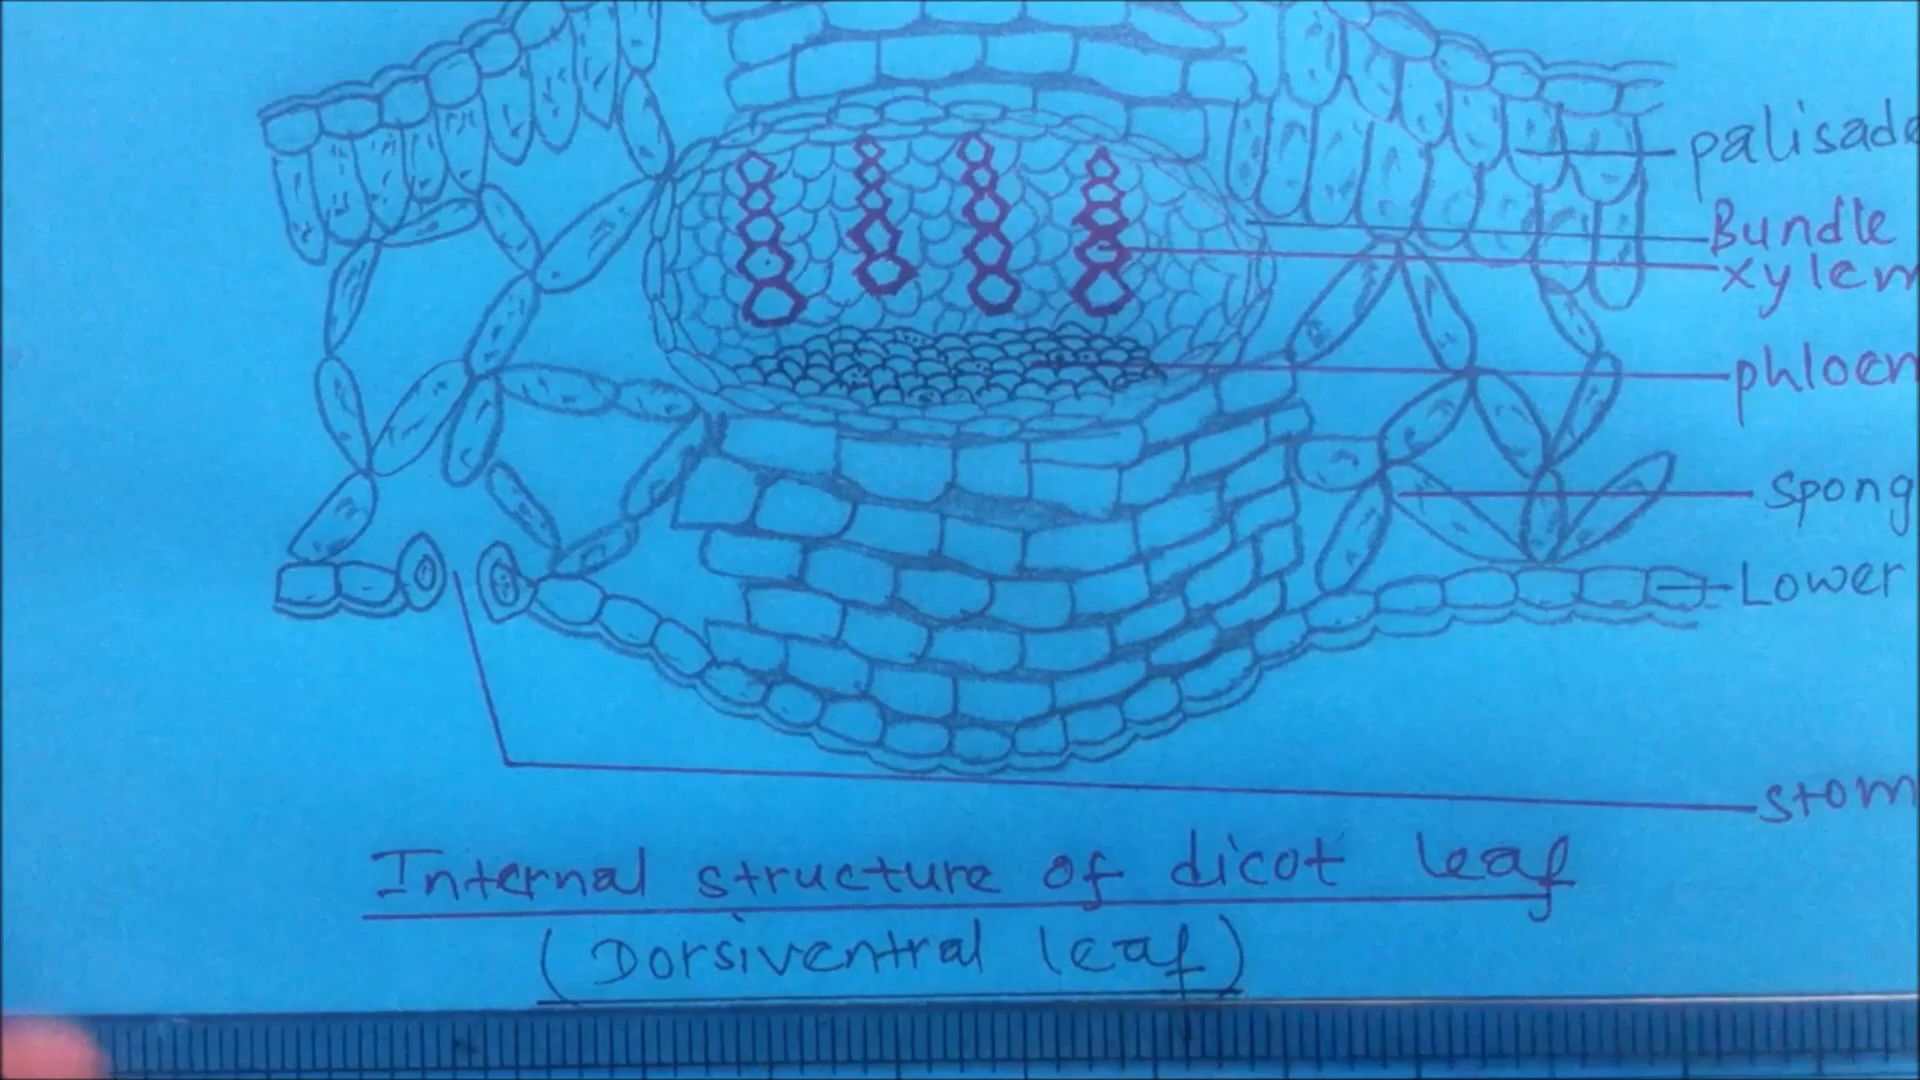 palisade
Bundle
xylem
phloem
spong
Lower
stom
Internal structure of dicot leaf
(Dorsiventral leaf)